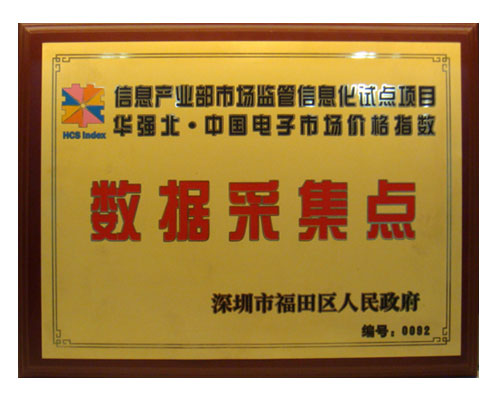 信息产业部市场监管信息化试点项目
HCS Index
华强北·中国电子市场价格指数
数据采集点
深圳市福田区人民政府
编号：0092